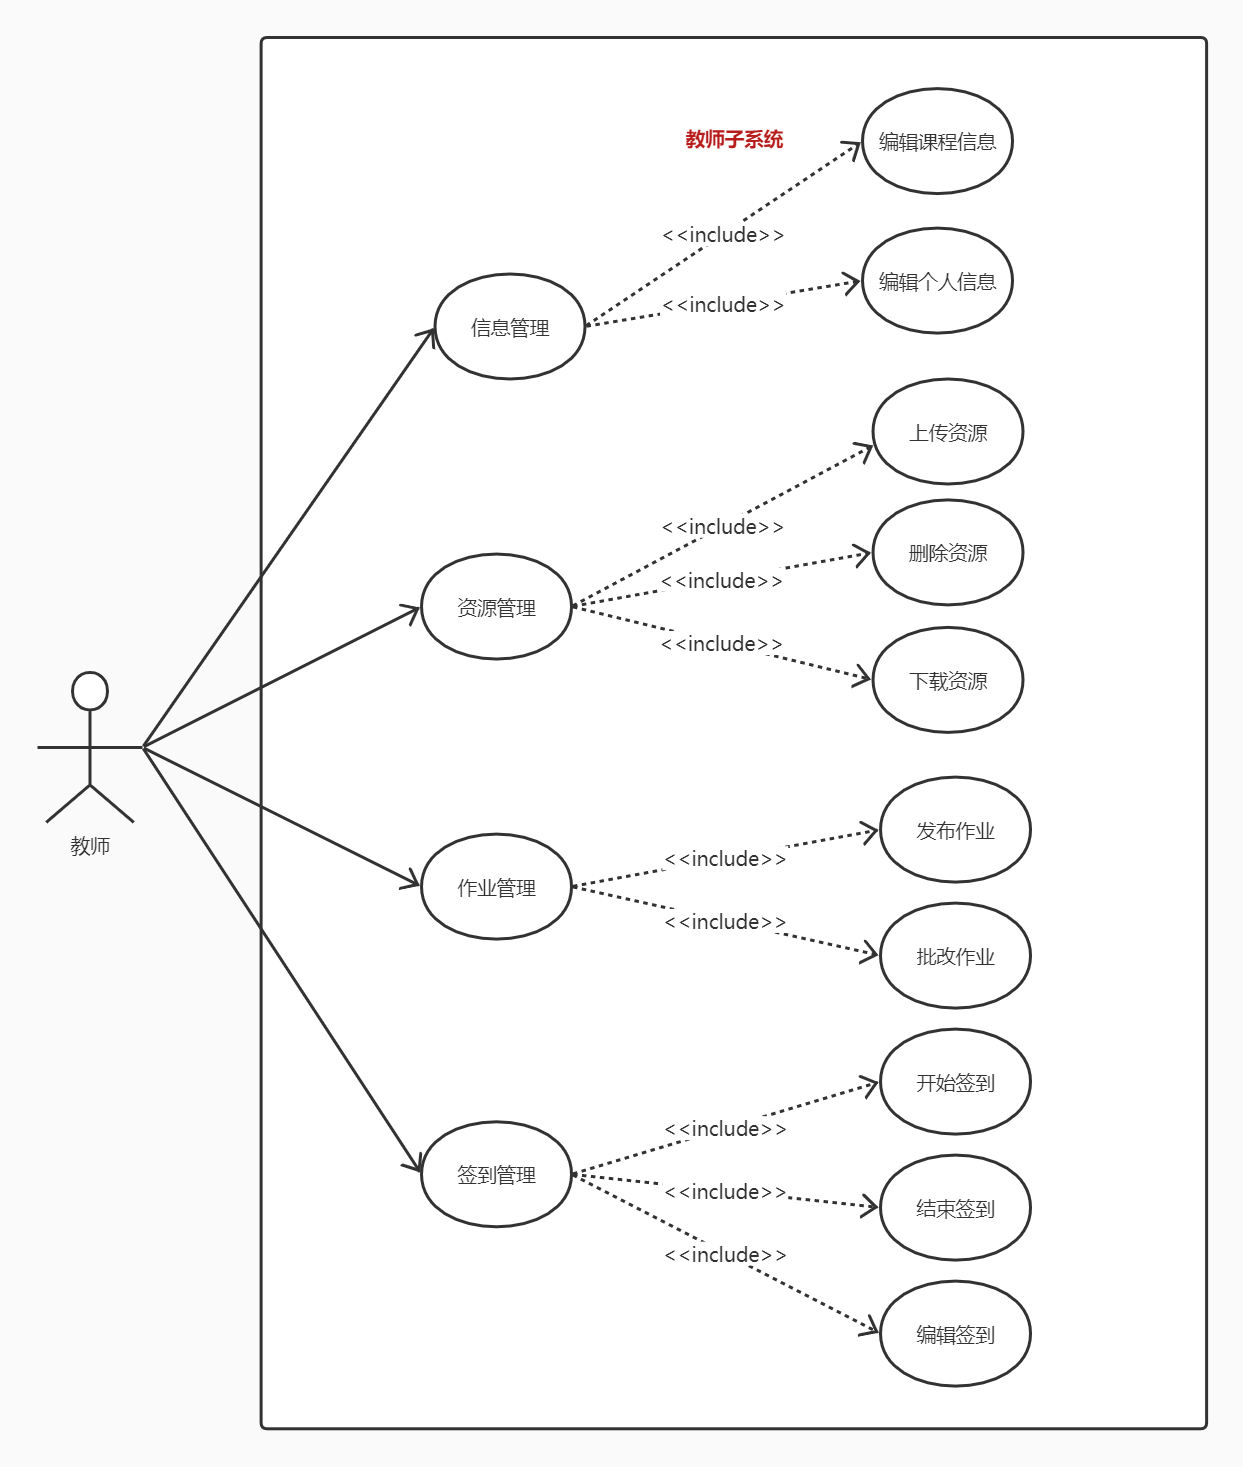 教师子系统
编辑课程信息
<<include>>
编辑个人信息
<<include>>
信息管理
上传资源
<<include>>
删除资源
<<include>>
资源管理
<<include>>
下载资源
教师
发布作业
<<include>>
作业管理
<<include>>
批改作业
开始签到
<<include>>
签到管理
<<include>>
结束签到
<<include>>
编辑签到